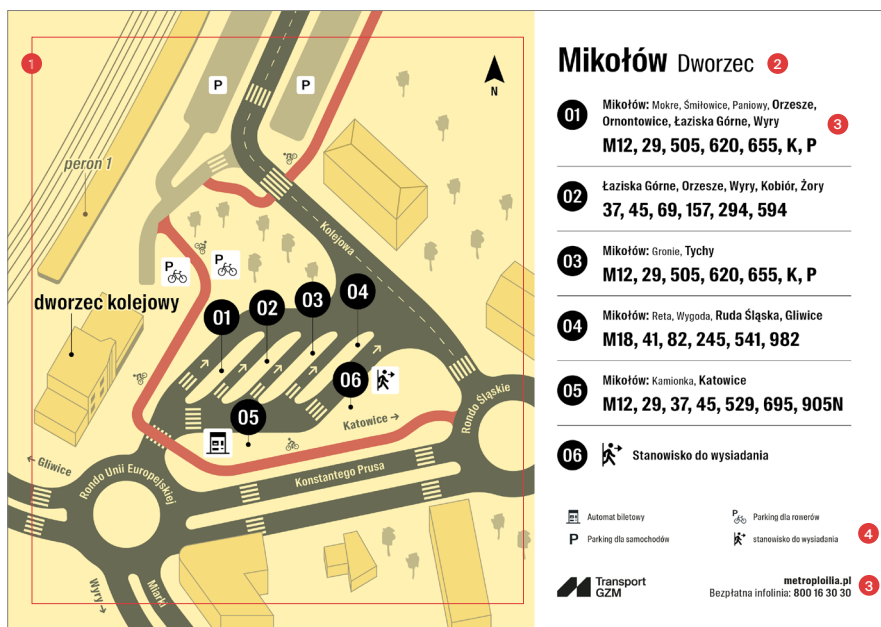 1
P
P
N
peron 1
Kolejowa
P
P
dworzec kolejowy
01
02
03
04
05
06
Katowice →
Rondo Śląskie
← Gliwice
Rondo Unii Europejskiej
Konstantego Prusa
Wyry →
Miarki
Mikołów Dworzec 2
01 Mikołów: Mokre, Śmiłowice, Paniowy, Orzesze,
Ornontowice, Łaziska Górne, Wyry 3
M12, 29, 505, 620, 655, K, P
02 Łaziska Górne, Orzesze, Wyry, Kobiór, Żory
37, 45, 69, 157, 294, 594
03 Mikołów: Gronie, Tychy
M12, 29, 505, 620, 655, K, P
04 Mikołów: Reta, Wygoda, Ruda Śląska, Gliwice
M18, 41, 82, 245, 541, 982
05 Mikołów: Kamionka, Katowice
M12, 29, 37, 45, 529, 695, 905N
06 Stanowisko do wysiadania
Automat biletowy
P Parking dla samochodów
P Parking dla rowerów
stanowisko do wysiadania 4
Transport
GZM
metroploilia.pl
Bezpłatna infolinia: 800 16 30 30 3